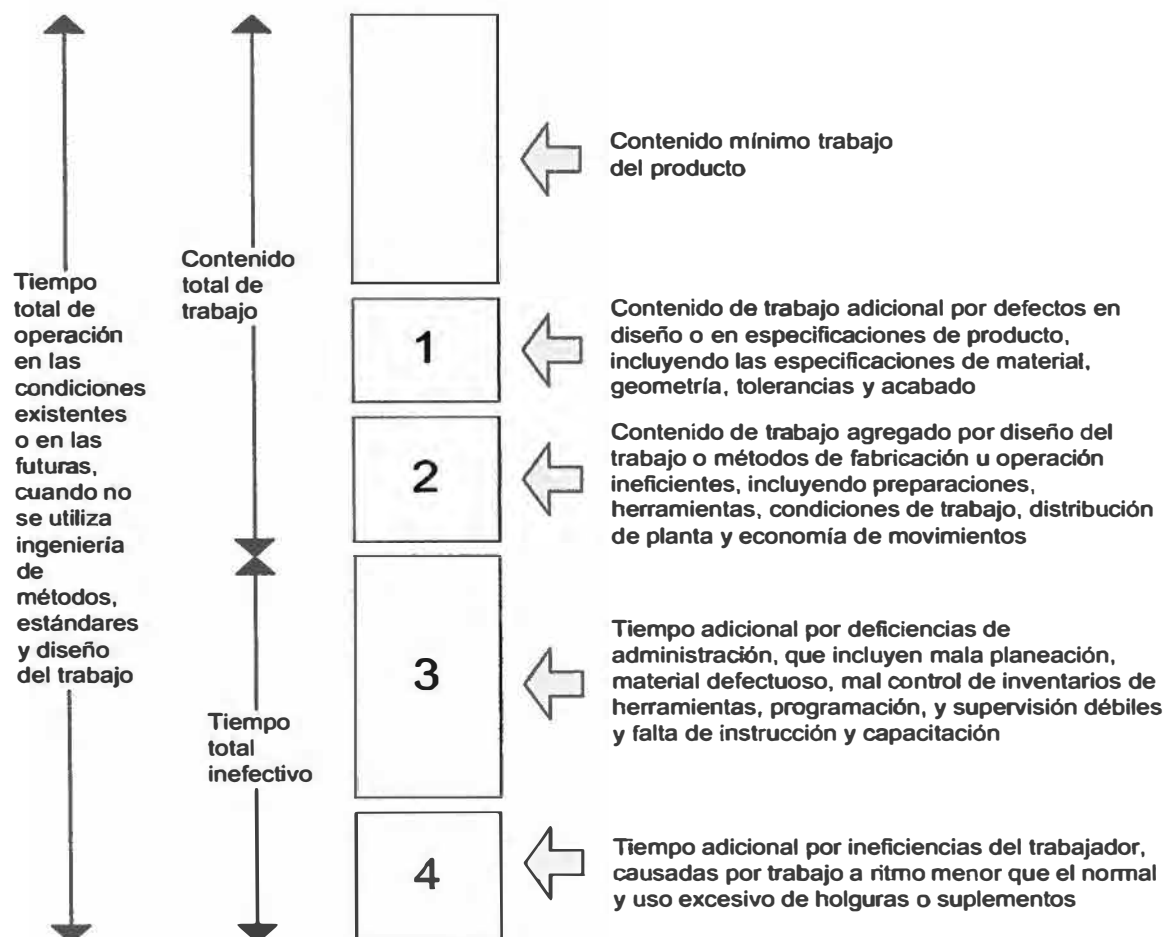 Contenido mínimo trabajo
del producto
Contenido
total de
trabajo
Tiempo
total de
operación
en las
condiciones
existentes
o en las
futuras,
cuando no
se utiliza
ingeniería
de
métodos,
estándares
y diseño
del trabajo
1
Contenido de trabajo adicional por defectos en
diseño o en especificaciones de producto,
incluyendo las especificaciones de material,
geometría, tolerancias y acabado
2
Contenido de trabajo agregado por diseño del
trabajo o métodos de fabricación u operación
ineficientes, incluyendo preparaciones,
herramientas, condiciones de trabajo, distribución
de planta y economía de movimientos
3
Tiempo adicional por deficiencias de
administración, que incluyen mala planeación,
material defectuoso, mal control de inventarios de
herramientas, programación, y supervisión débiles
y falta de instrucción y capacitación
Tiempo
total
inefectivo
4
Tiempo adicional por ineficiencias del trabajador,
causadas por trabajo a ritmo menor que el normal
y uso excesivo de holguras o suplementos